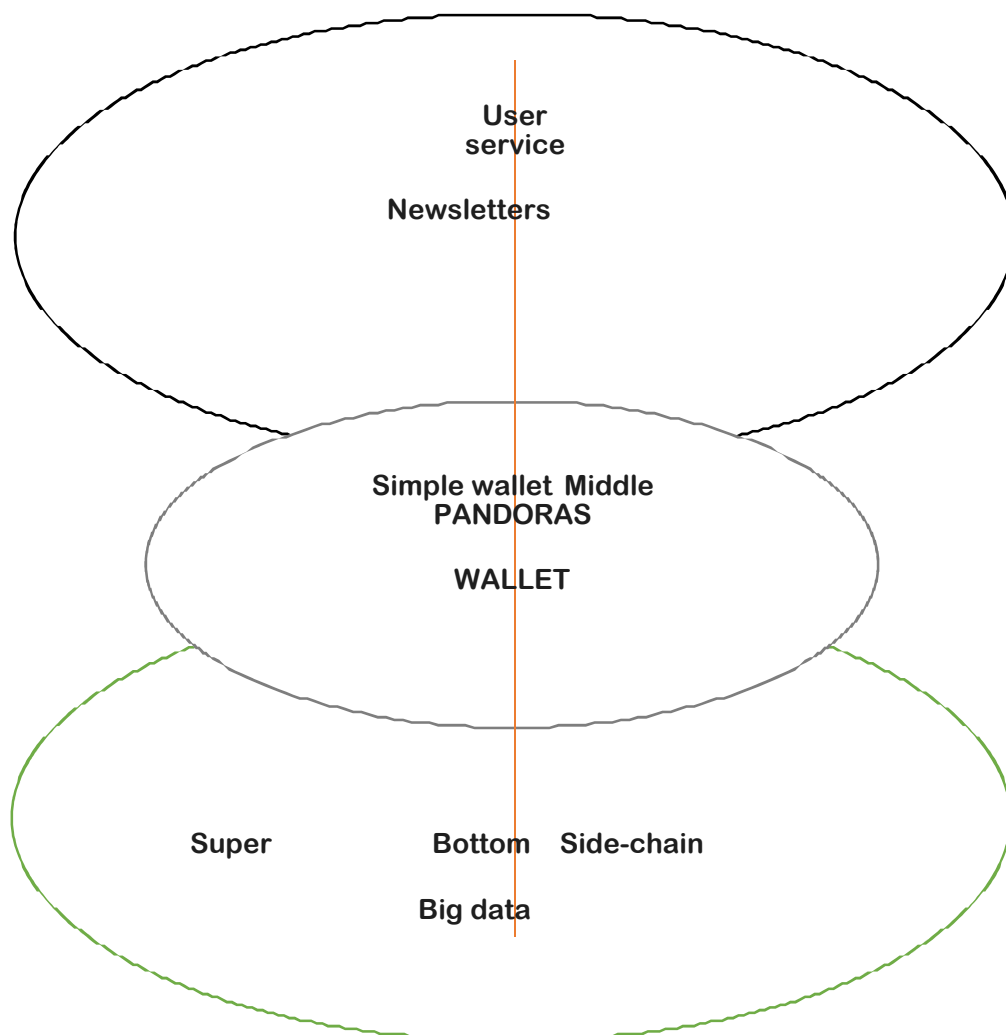 User
service
Newsletters
Simple wallet Middle
PANDORAS
WALLET
Super Bottom Side-chain
Big data